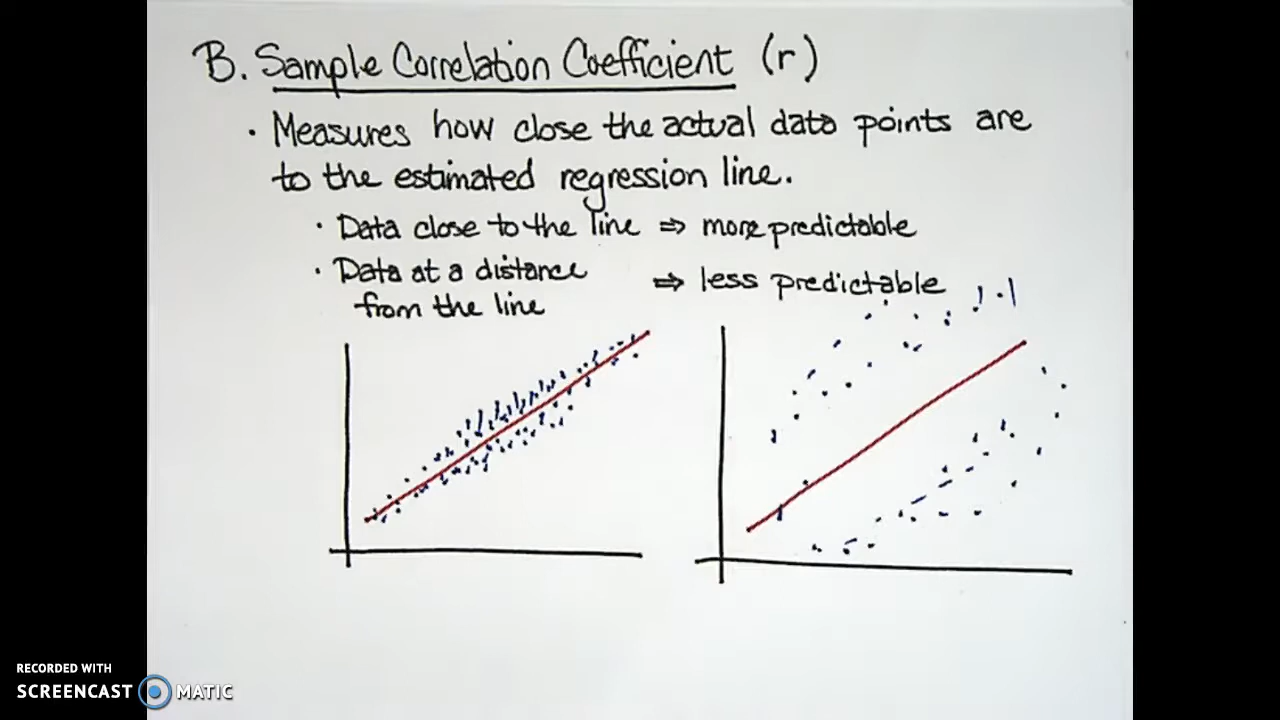 B. Sample Correlation Coefficient (r)
• Measures how close the actual data points are
to the estimated regression line.
• Data close to the line ⇒ more predictable
• Data at a distance ⇒ less predictable
from the line
RECORDED WITH
SCREENCAST MATIC